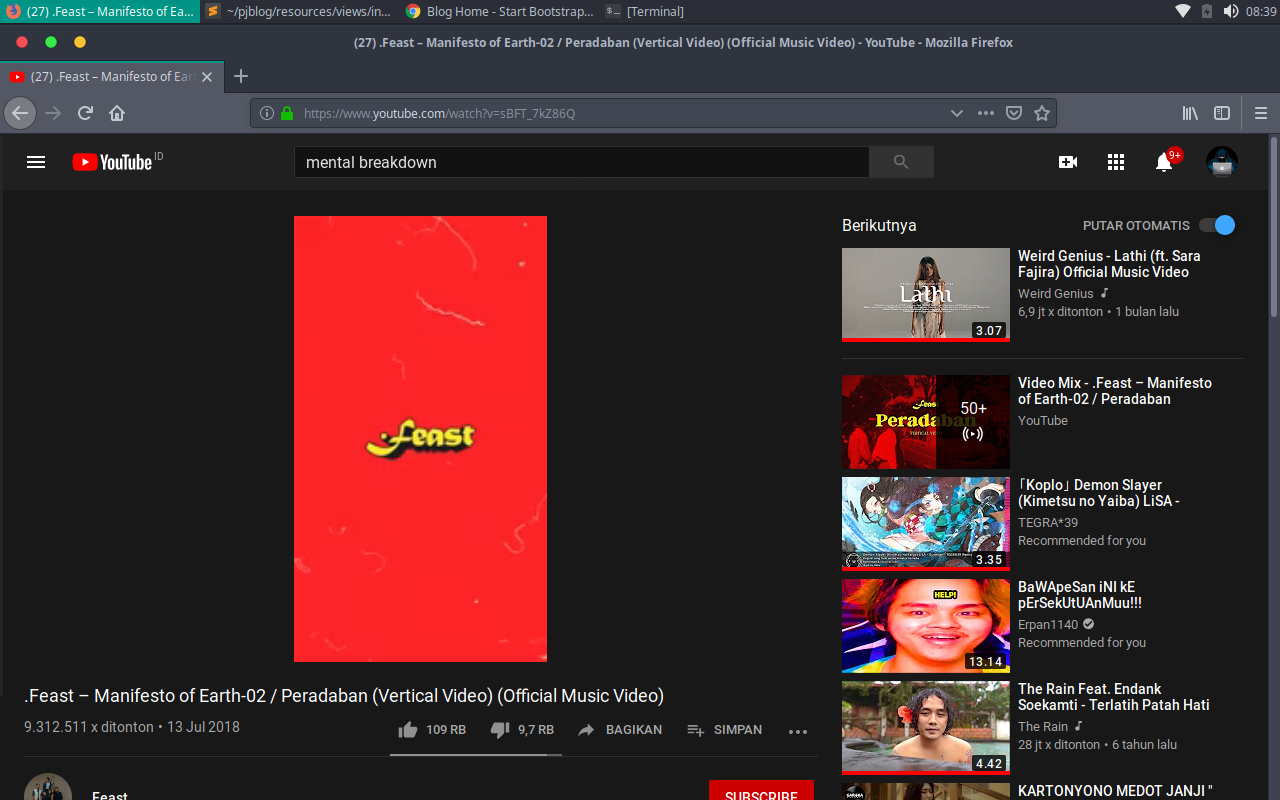 (27) .Feast – Manifesto of Ea...
~/pjblog/resources/views/in...
Blog Home - Start Bootstrap...
[Terminal]
08:39
(27) .Feast – Manifesto of Earth-02 / Peradaban (Vertical Video) (Official Music Video) - YouTube - Mozilla Firefox
(27) .Feast – Manifesto of Ear
https://www.youtube.com/watch?v=sBFT_7kZ86Q
YouTube ID
mental breakdown
9+
.feast
Berikutnya
PUTAR OTOMATIS
Lathi
3.07
Weird Genius - Lathi (ft. Sara
Fajira) Official Music Video
Weird Genius
6,9 jt x ditonton • 1 bulan lalu
.feast
Peradaban
VERTICAL VI
50+
Video Mix - .Feast – Manifesto
of Earth-02 / Peradaban
YouTube
3.35
「Koplo」 Demon Slayer
(Kimetsu no Yaiba) LiSA -
TEGRA*39
Recommended for you
HELP!
13.14
BaWApeSan iNI kE
pErSekUtUAnMuu!!!
Erpan1140
Recommended for you
4.42
The Rain Feat. Endank
Soekamti - Terlatih Patah Hati
The Rain
28 jt x ditonton • 6 tahun lalu
KARTONYONO MEDOT JANJI "
.Feast – Manifesto of Earth-02 / Peradaban (Vertical Video) (Official Music Video)
9.312.511 x ditonton • 13 Jul 2018
109 RB
9,7 RB
BAGIKAN
SIMPAN
Feast
SUBSCRIBE